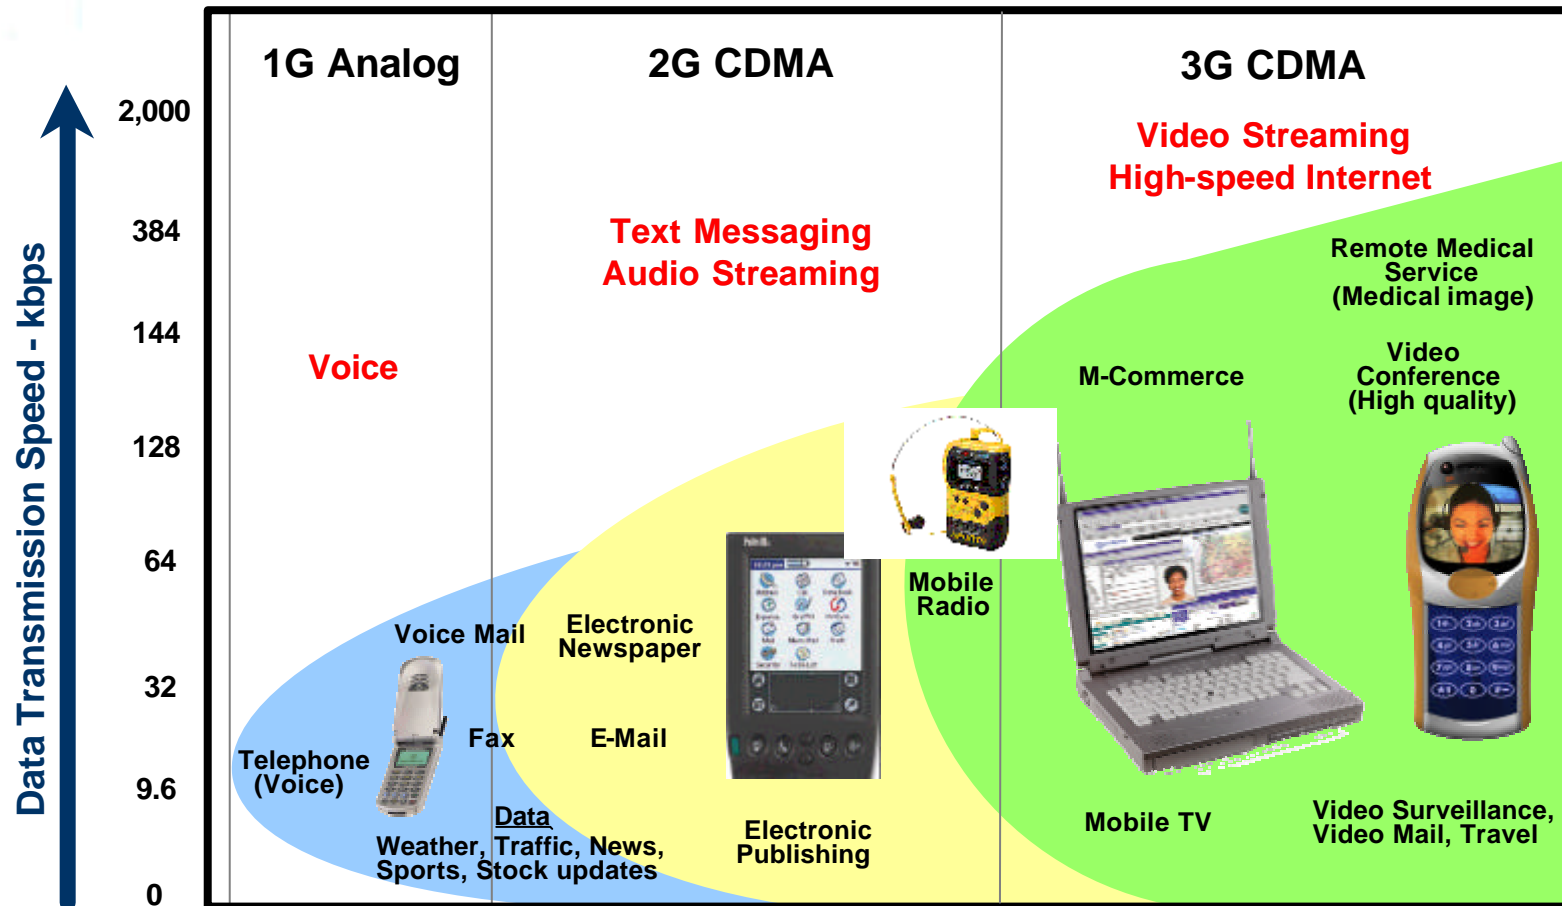 1G Analog
2G CDMA
3G CDMA
Data Transmission Speed - kbps
2,000
384
144
128
64
32
9.6
0
Voice
Text Messaging
Audio Streaming
Video Streaming
High-speed Internet
Remote Medical
Service
(Medical image)
M-Commerce
Video
Conference
(High quality)
Mobile
Radio
Voice Mail
Electronic
Newspaper
Fax
E-Mail
Telephone
(Voice)
Data
Weather, Traffic, News,
Sports, Stock updates
Electronic
Publishing
Mobile TV
Video Surveillance,
Video Mail, Travel